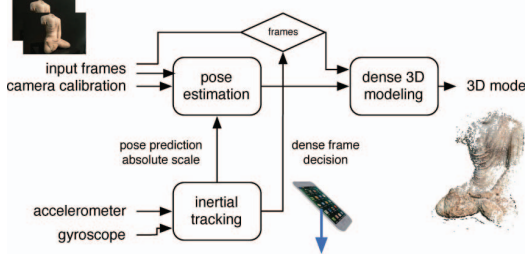 frames
input frames
camera calibration
pose
estimation
dense 3D
modeling
3D mode
pose prediction
absolute scale
dense frame
decision
accelerometer
gyroscope
inertial
tracking